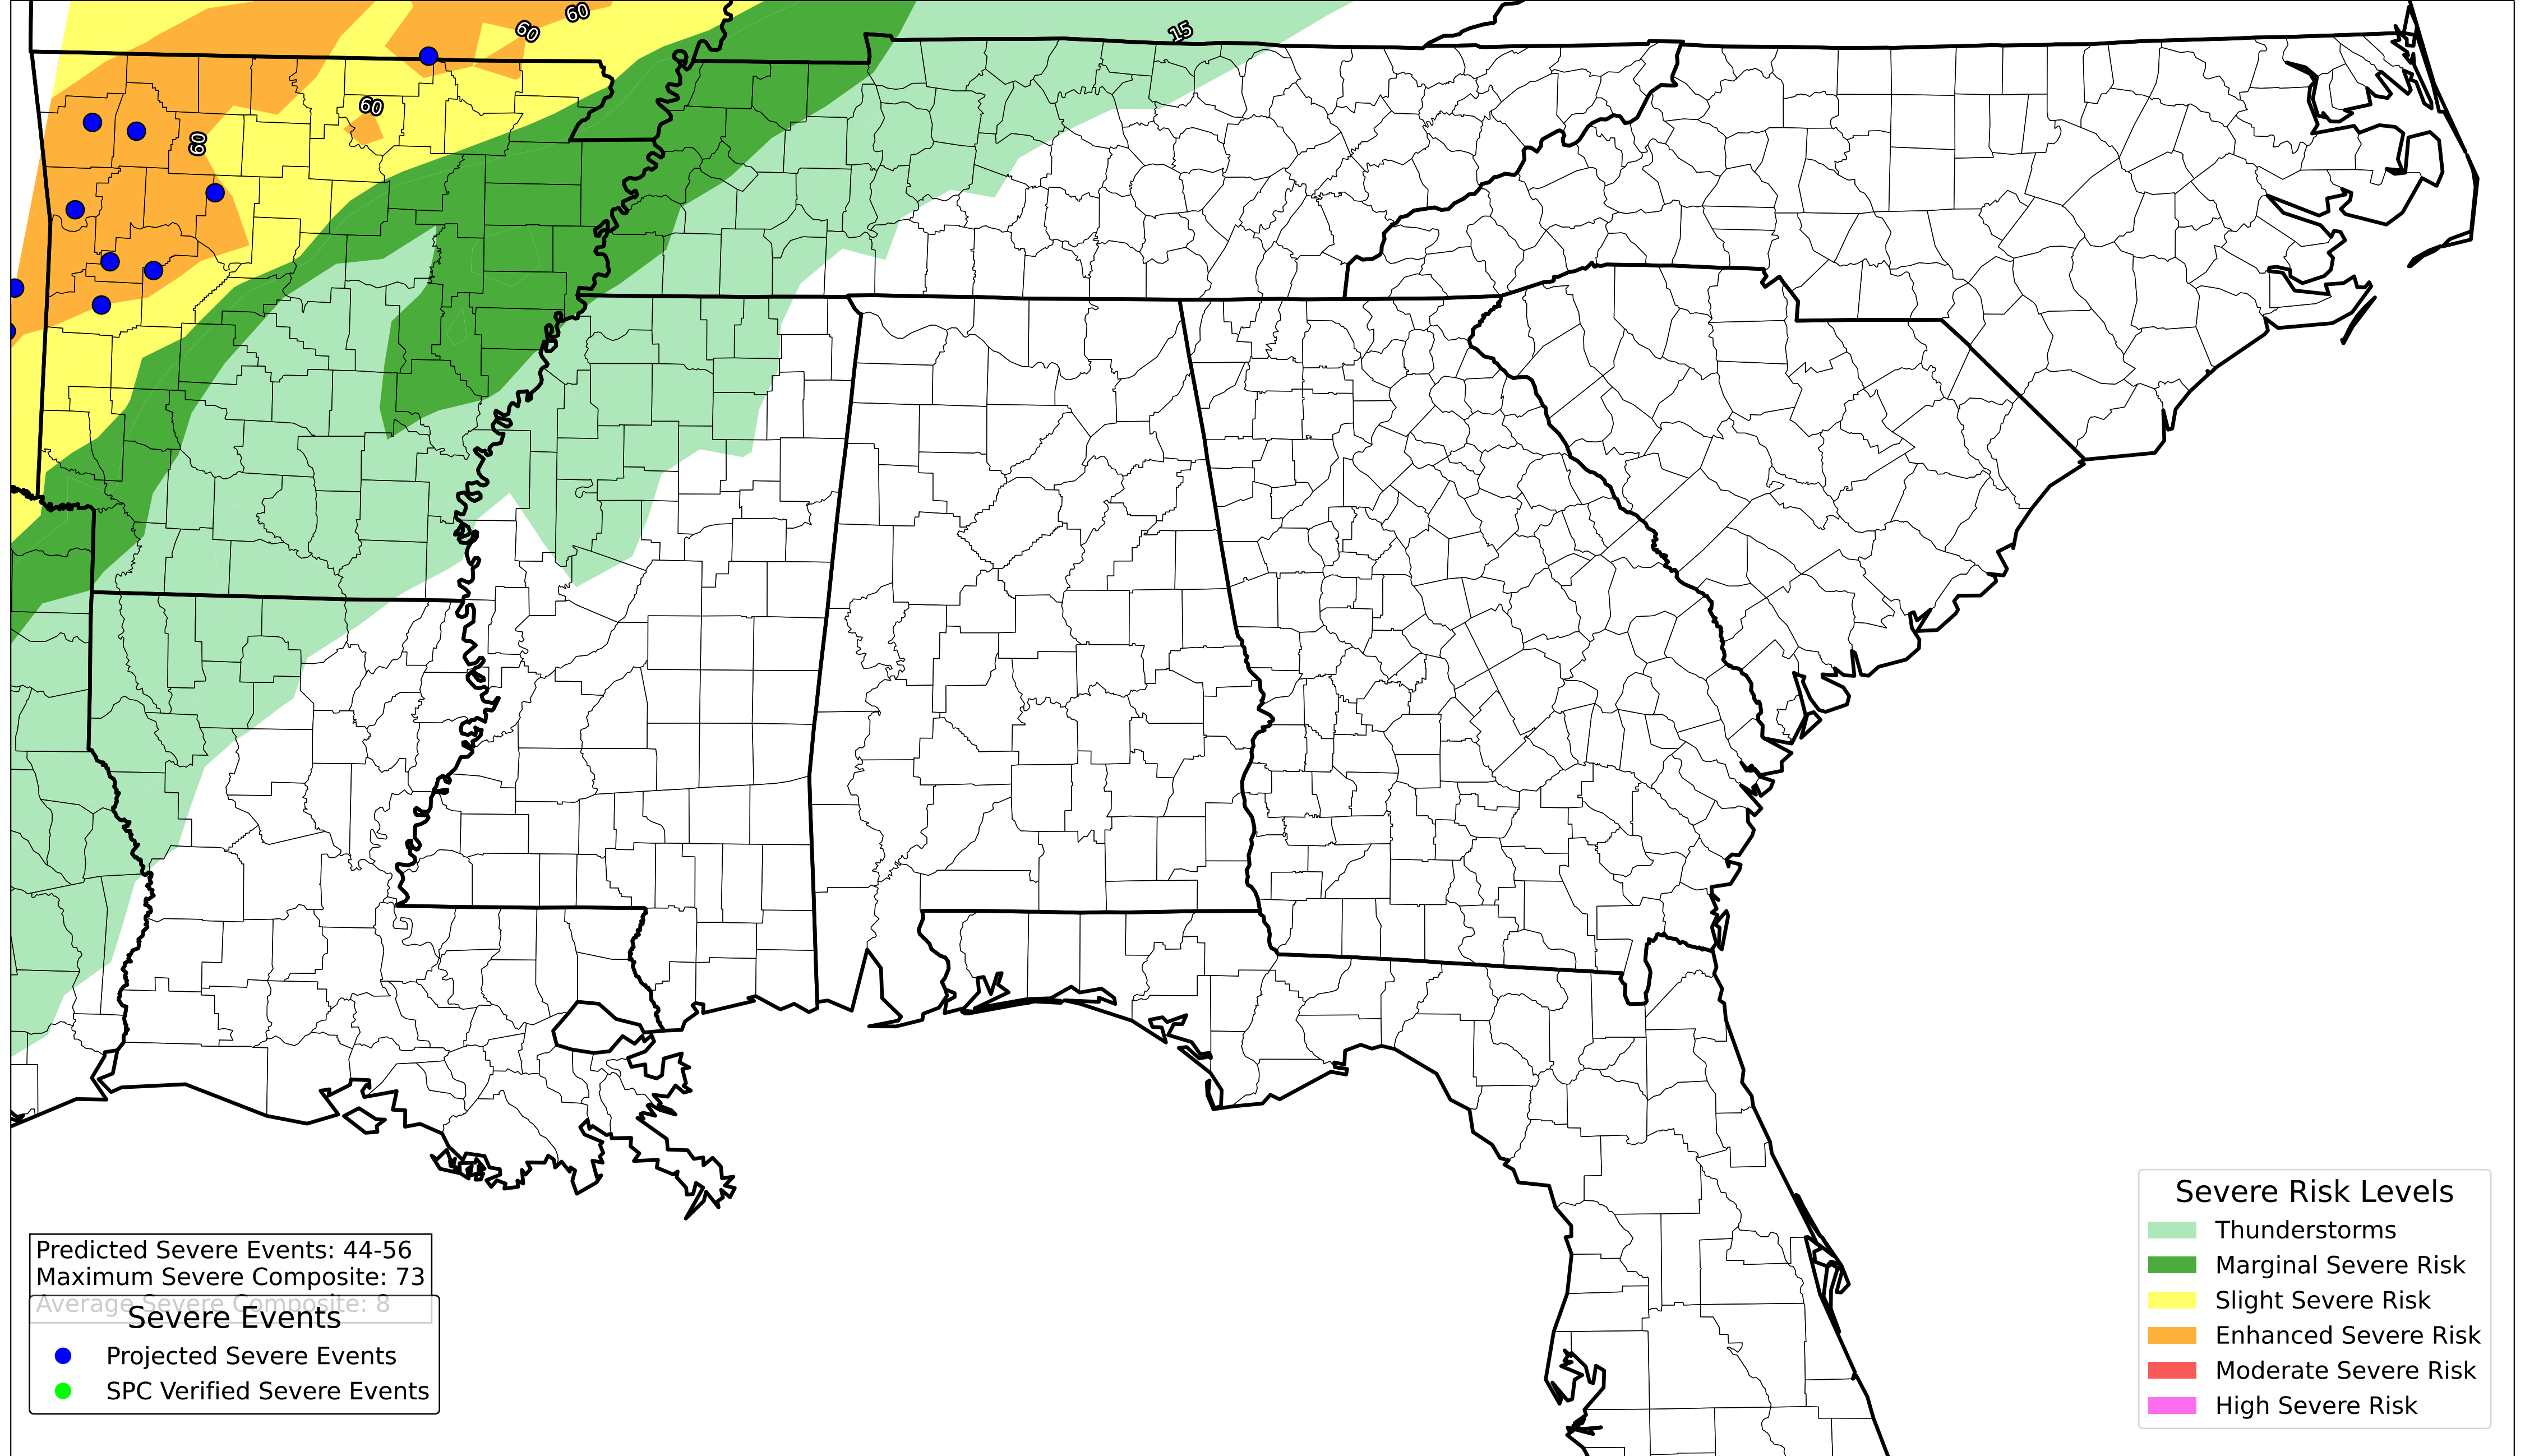 60
60
15
60
60
Predicted Severe Events: 44-56
Maximum Severe Composite: 73
Average Severe Composite: 8
Severe Events
Projected Severe Events
SPC Verified Severe Events
Severe Risk Levels
Thunderstorms
Marginal Severe Risk
Slight Severe Risk
Enhanced Severe Risk
Moderate Severe Risk
High Severe Risk